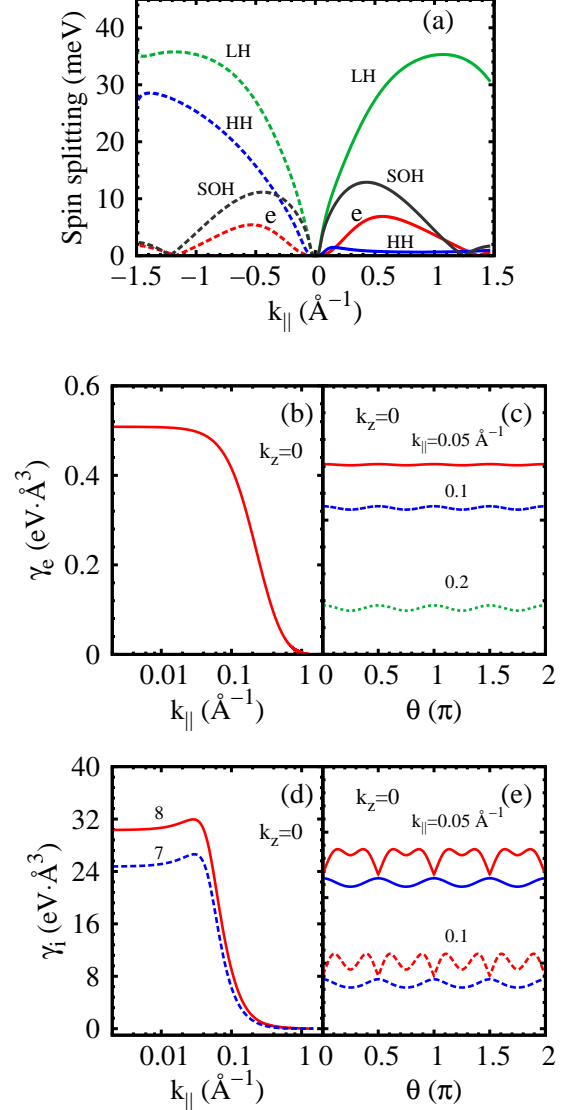 (a)
Spin splitting (meV)
40
30
20
10
0
LH
HH
SOH
e
LH
SOH
e
HH
−1.5 −1 −0.5 0 0.5 1 1.5
k|| (Å−1)
(b)
kz=0
γe (eV·Å3)
0.6
0.4
0.2
0
0.01 0.1 1
k|| (Å−1)
(c)
kz=0
k||=0.05 Å−1
0.1
0.2
0 0.5 1 1.5 2
θ (π)
(d)
kz=0
γi (eV·Å3)
40
32
24
16
8
0
8
7
0.01 0.1 1
k|| (Å−1)
(e)
kz=0
k||=0.05 Å−1
0.1
0 0.5 1 1.5 2
θ (π)